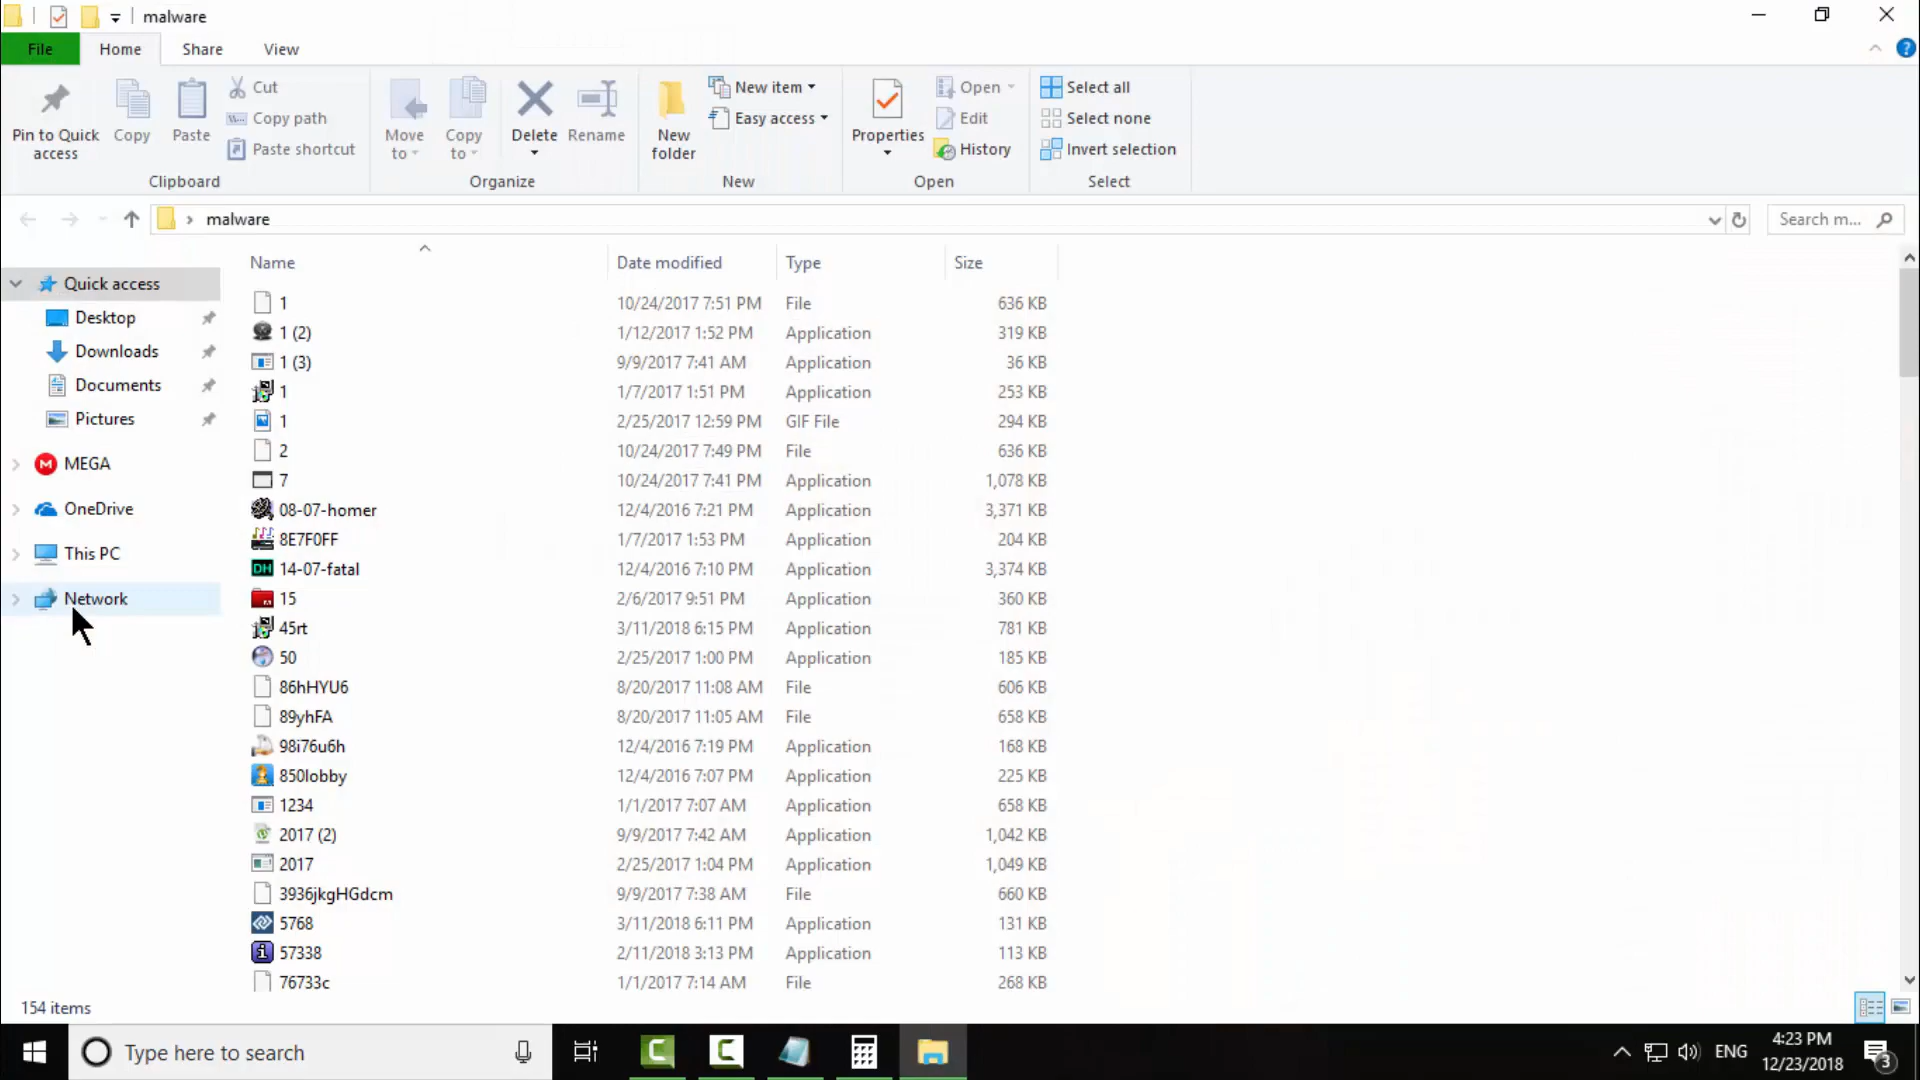 malware
File Home Share View
Pin to Quick access
Copy
Paste
Cut
Copy path
Paste shortcut
Clipboard
Move to
Copy to
Delete
Rename
Organize
New folder
New item
Easy access
New
Properties
Open
Edit
History
Open
Select all
Select none
Invert selection
Select
malware
Search m...
Quick access
Desktop
Downloads
Documents
Pictures
MEGA
OneDrive
This PC
Network
Name Date modified Type Size
1 10/24/2017 7:51 PM File 636 KB
1 (2) 1/12/2017 1:52 PM Application 319 KB
1 (3) 9/9/2017 7:41 AM Application 36 KB
1 1/7/2017 1:51 PM Application 253 KB
1 2/25/2017 12:59 PM GIF File 294 KB
2 10/24/2017 7:49 PM File 636 KB
7 10/24/2017 7:41 PM Application 1,078 KB
08-07-homer 12/4/2016 7:21 PM Application 3,371 KB
8E7F0FF 1/7/2017 1:53 PM Application 204 KB
DH 14-07-fatal 12/4/2016 7:10 PM Application 3,374 KB
15 2/6/2017 9:51 PM Application 360 KB
45rt 3/11/2018 6:15 PM Application 781 KB
50 2/25/2017 1:00 PM Application 185 KB
86hHYU6 8/20/2017 11:08 AM File 606 KB
89yhFA 8/20/2017 11:05 AM File 658 KB
98i76u6h 12/4/2016 7:19 PM Application 168 KB
850lobby 12/4/2016 7:07 PM Application 225 KB
1234 1/1/2017 7:07 AM Application 658 KB
2017 (2) 9/9/2017 7:42 AM Application 1,042 KB
2017 2/25/2017 1:04 PM Application 1,049 KB
3936jkgHGdcm 9/9/2017 7:38 AM File 660 KB
5768 3/11/2018 6:11 PM Application 131 KB
57338 2/11/2018 3:13 PM Application 113 KB
76733c 1/1/2017 7:14 AM File 268 KB
154 items
Type here to search
ENG
4:23 PM
12/23/2018
3